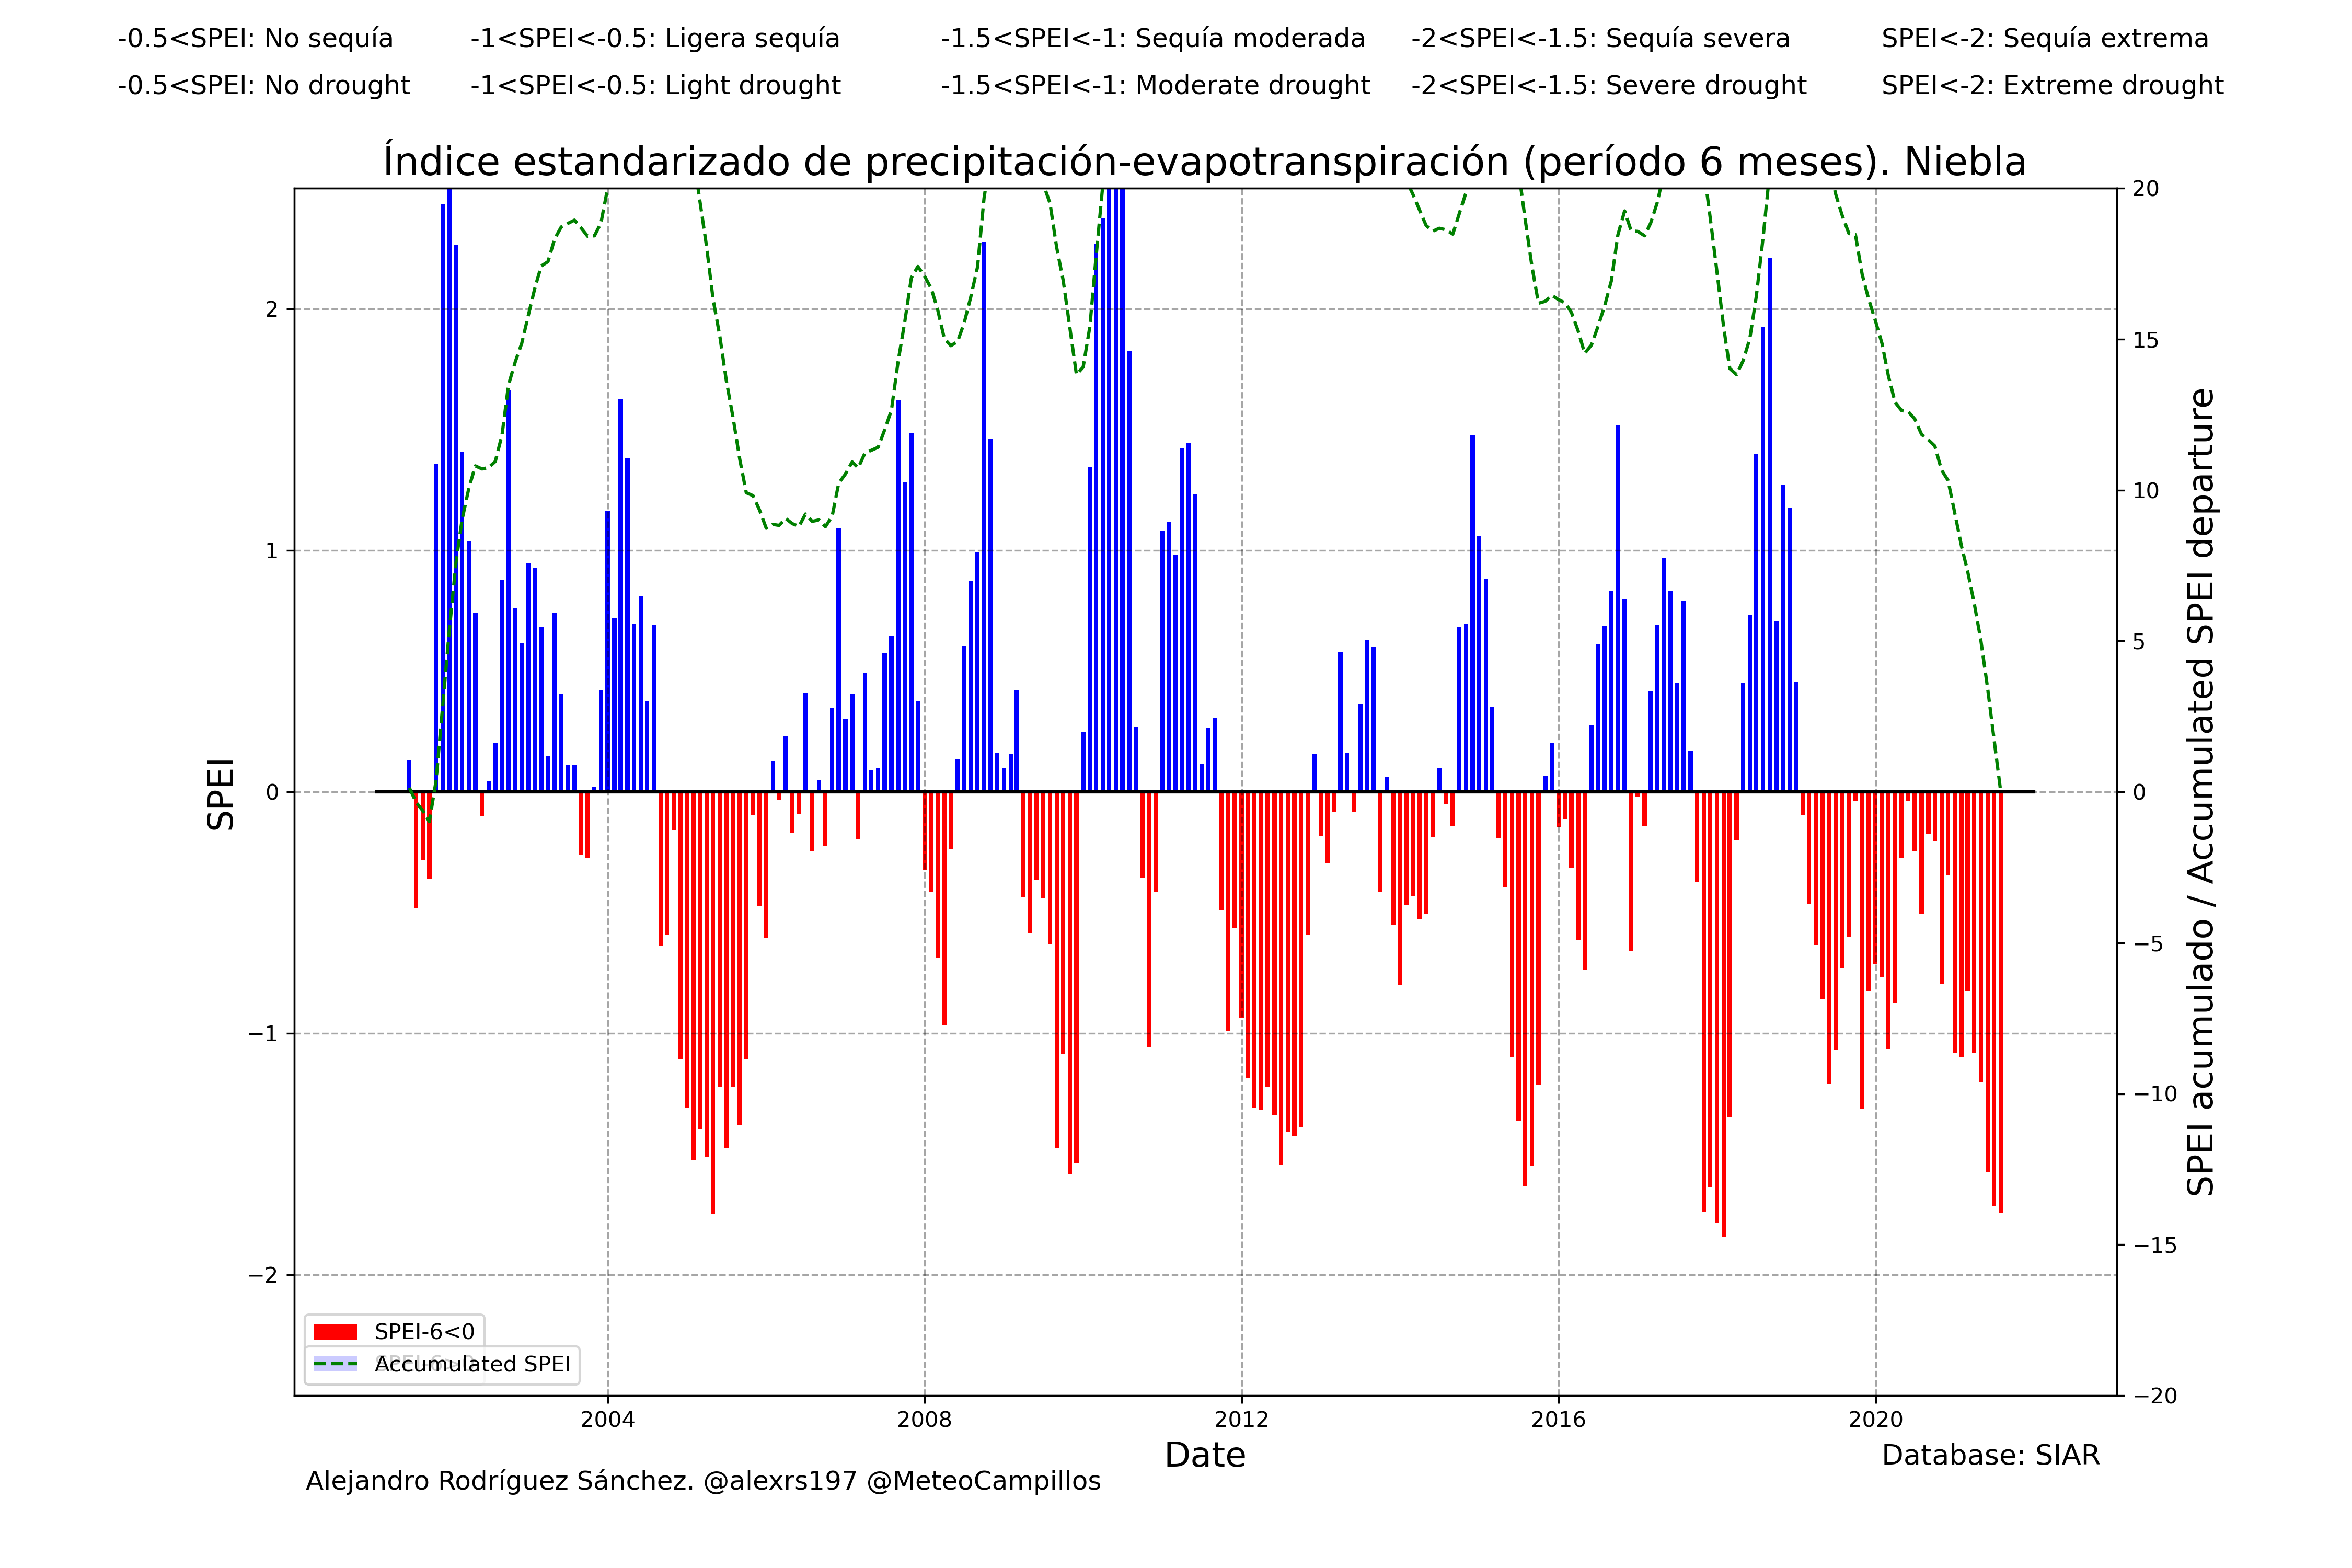 -0.5<SPEI: No sequía -1<SPEI<-0.5: Ligera sequía -1.5<SPEI<-1: Sequía moderada -2<SPEI<-1.5: Sequía severa SPEI<-2: Sequía extrema
-0.5<SPEI: No drought -1<SPEI<-0.5: Light drought -1.5<SPEI<-1: Moderate drought -2<SPEI<-1.5: Severe drought SPEI<-2: Extreme drought
Índice estandarizado de precipitación-evapotranspiración (período 6 meses). Niebla
SPEI
2
1
0
−1
−2
20
15
10
5
0
−5
−10
−15
−20
SPEI acumulado / Accumulated SPEI departure
SPEI-6<0
Accumulated SPEI
2004 2008 2012 2016 2020
Date
Database: SIAR
Alejandro Rodríguez Sánchez. @alexrs197 @MeteoCampillos